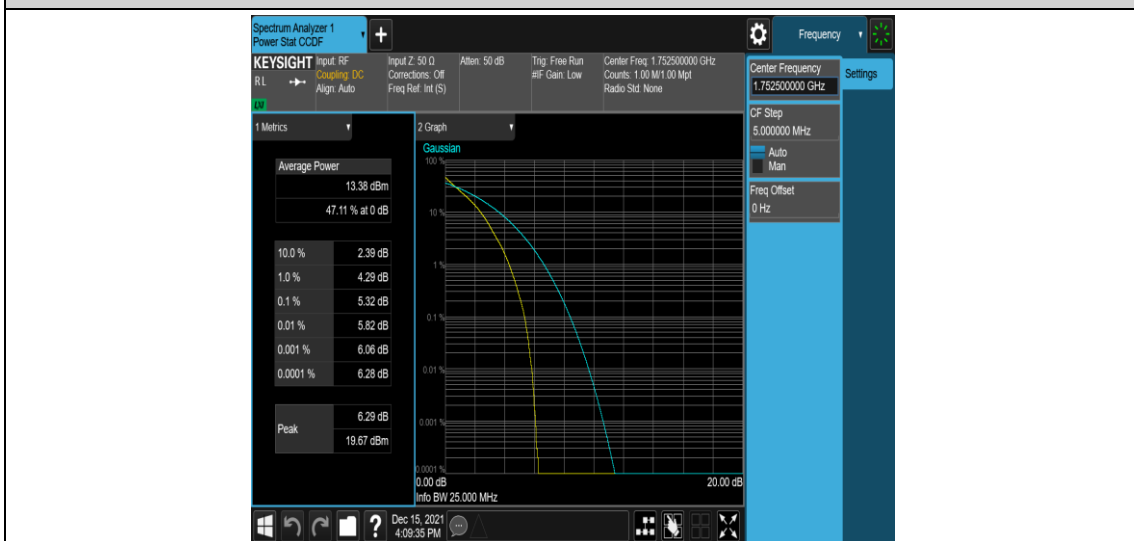 Spectrum Analyzer 1
Power Stat CCDF
+
Frequency
KEYSIGHT
RL
LXI
Input: RF
Coupling: DC
Align: Auto
Input Z: 50 Ω
Corrections: Off
Freq Ref: Int (S)
Atten: 50 dB
Trig: Free Run
#IF Gain: Low
Center Freq: 1.752500000 GHz
Counts: 1.00 M/1.00 Mpt
Radio Std: None
Center Frequency
1.752500000 GHz
Settings
CF Step
5.000000 MHz
Auto
Man
Freq Offset
0 Hz
1 Metrics
Average Power
13.38 dBm
47.11 % at 0 dB
10.0 % 2.39 dB
1.0 % 4.29 dB
0.1 % 5.32 dB
0.01 % 5.82 dB
0.001 % 6.06 dB
0.0001 % 6.28 dB
Peak
6.29 dB
19.67 dBm
2 Graph
Gaussian
100 %
10 %
1 %
0.1 %
0.01 %
0.001 %
0.0001 %
0.00 dB 20.00 dB
Info BW 25.000 MHz
?
Dec 15, 2021
4:09:35 PM